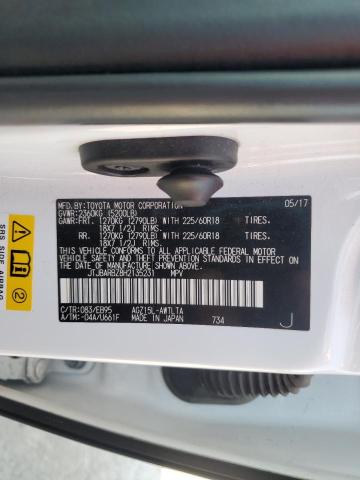 MFD. BY: TOYOTA MOTOR CORPORATION 05/17
GVWR: 2360KG (5200LB)
GAWR: FRT. 1270KG (2790LB) WITH 225/60R18 TIRES,
18X7 1/2J RIMS.
RR. 1270KG (2790LB) WITH 225/60R18 TIRES,
18X7 1/2J RIMS.
THIS VEHICLE CONFORMS TO ALL APPLICABLE FEDERAL MOTOR
VEHICLE SAFETY AND THEFT PREVENTION STANDARDS IN EFFECT ON
THE DATE OF MANUFACTURE SHOWN ABOVE.
JTJBARBZ8H2135231 MPV
C/TR: 083/EB95 AGZ15L-AWTLTA
A/TM: -04A/U661F MADE IN JAPAN 734 J
SRS SIDE AIRBAG
2